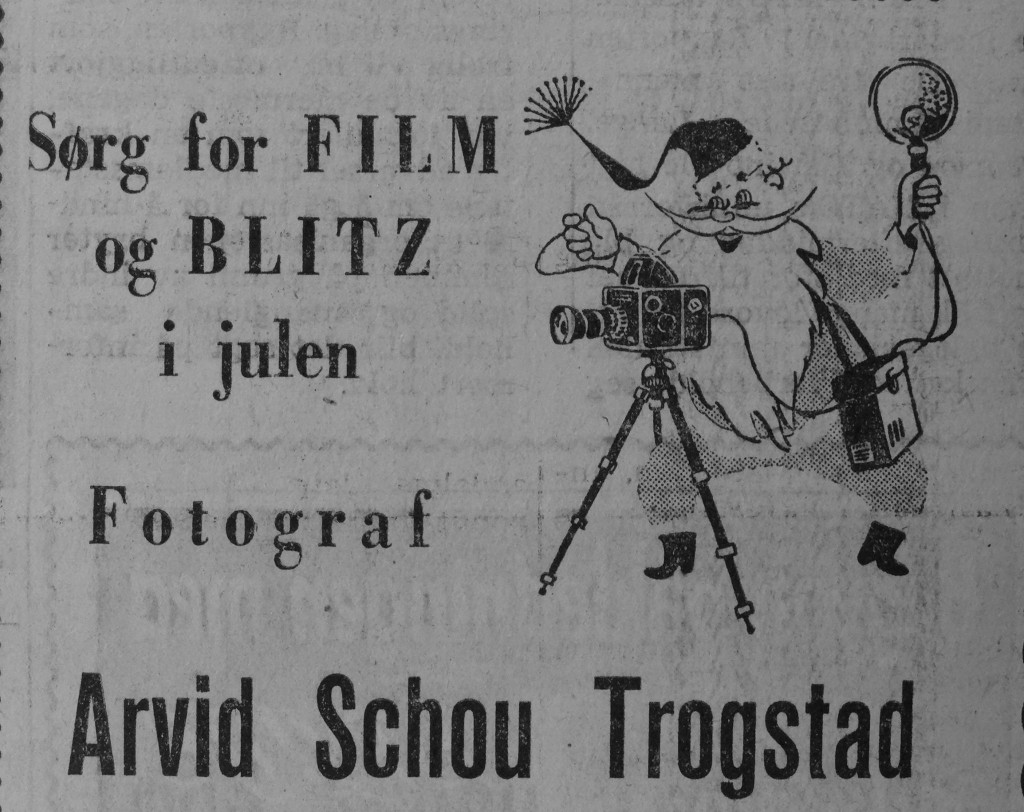 Sørg for FILM
og BLITZ
i julen
Fotograf
Arvid Schou Trogstad